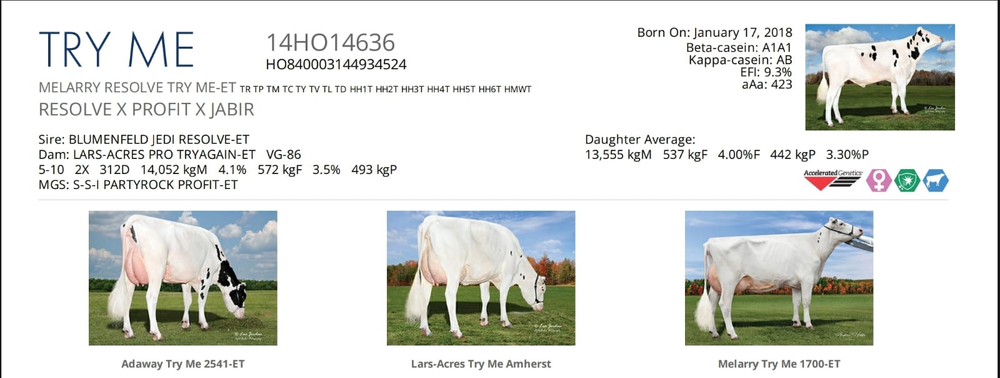 TRY ME
14HO14636
HO840003144934524
MELARRY RESOLVE TRY ME-ET TR TP TM TC TY TV TL TD HH1T HH2T HH3T HH4T HH5T HH6T HMWT
RESOLVE X PROFIT X JABIR
Born On: January 17, 2018
Beta-casein: A1A1
Kappa-casein: AB
EFI: 9.3%
aAa: 423
Sire: BLUMENFELD JEDI RESOLVE-ET
Dam: LARS-ACRES PRO TRYAGAIN-ET VG-86
5-10 2X 312D 14,052 kgM 4.1% 572 kgF 3.5% 493 kgP
MGS: S-S-I PARTYROCK PROFIT-ET
Daughter Average:
13,555 kgM 537 kgF 4.00%F 442 kgP 3.30%P
Accelerated Genetics
Adaway Try Me 2541-ET
Lars-Acres Try Me Amherst
Melarry Try Me 1700-ET